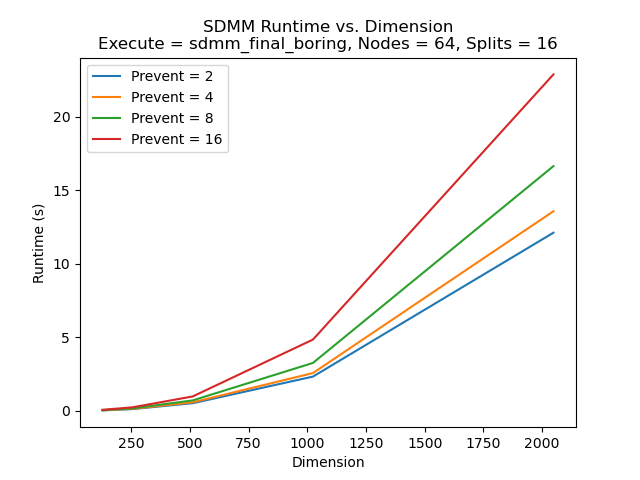 SDMM Runtime vs. Dimension
Execute = sdmm_final_boring, Nodes = 64, Splits = 16
Prevent = 2
Prevent = 4
Prevent = 8
Prevent = 16
Runtime (s)
20
15
10
5
0
250 500 750 1000 1250 1500 1750 2000
Dimension